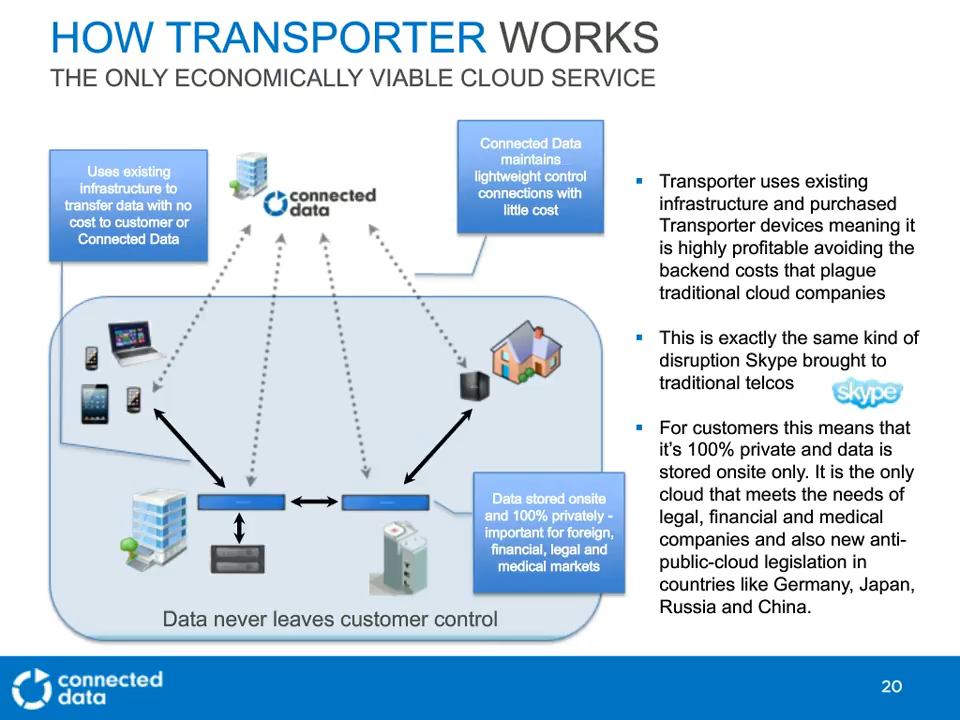 HOW TRANSPORTER WORKS
THE ONLY ECONOMICALLY VIABLE CLOUD SERVICE
Uses existing
infrastructure to
transfer data with no
cost to customer or
Connected Data
connected
data
Connected Data
maintains
lightweight control
connections with
little cost
Data stored onsite
and 100% privately -
important for foreign,
financial, legal and
medical markets
Data never leaves customer control
▪ Transporter uses existing
infrastructure and purchased
Transporter devices meaning it
is highly profitable avoiding the
backend costs that plague
traditional cloud companies
▪ This is exactly the same kind of
disruption Skype brought to
traditional telcos
skype
▪ For customers this means that
it’s 100% private and data is
stored onsite only. It is the only
cloud that meets the needs of
legal, financial and medical
companies and also new anti-
public-cloud legislation in
countries like Germany, Japan,
Russia and China.
connected
data
20